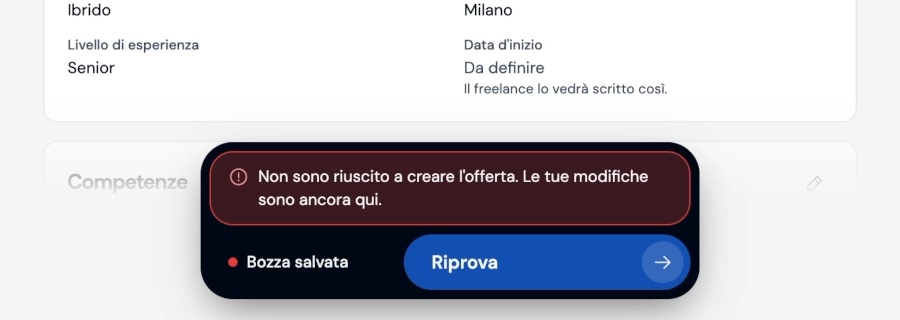 Ibrido
Milano
Livello di esperienza
Data d'inizio
Senior
Da definire
Il freelance lo vedrà scritto così.
Competenze
Non sono riuscito a creare l'offerta. Le tue modifiche
sono ancora qui.
Bozza salvata
Riprova